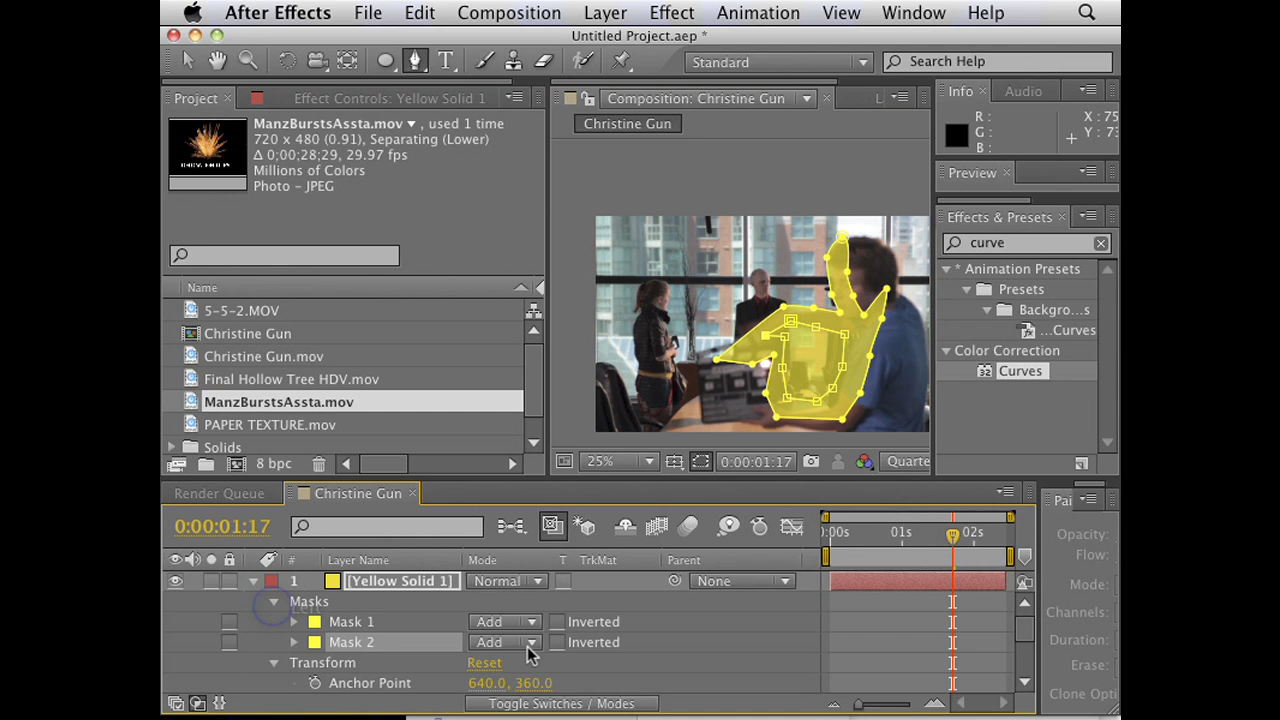 After Effects File Edit Composition Layer Effect Animation View Window Help
Untitled Project.aep *
Standard
Search Help
Project Effect Controls: Yellow Solid 1
Composition: Christine Gun L
Info Audio
ManzBurstsAssta.mov , used 1 time
720 x 480 (0.91), Separating (Lower)
Δ 0;00;28;29, 29.97 fps
Millions of Colors
Photo - JPEG
Christine Gun
R : X : 75
G : Y : 73
B :
Preview
Effects & Presets
curve
* Animation Presets
Presets
Backgro...s
...Curves
Color Correction
Curves
Name
5-5-2.MOV
Christine Gun
Christine Gun.mov
Final Hollow Tree HDV.mov
ManzBurstsAssta.mov
PAPER TEXTURE.mov
Solids
8 bpc
25% 0:00:01:17 Quarte
Render Queue Christine Gun
Pai
0:00:01:17
:00s 01s 02s
# Layer Name Mode T TrkMat Parent
1 [Yellow Solid 1] Normal None
Masks
Mask 1 Add Inverted
Mask 2 Add Inverted
Transform Reset
Anchor Point 640.0, 360.0
Toggle Switches / Modes
Opacity:
Flow:
Mode:
Channels:
Duration:
Erase:
Clone Opti